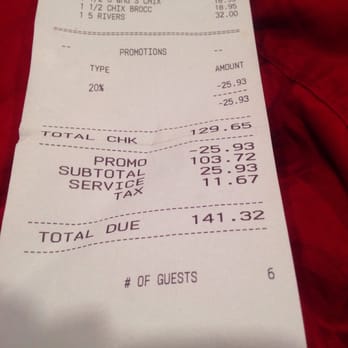 1 1/2 CHIX BROCC 18.95
1 5 RIVERS 32.00
-- PROMOTIONS --
TYPE AMOUNT
20% -25.93
-25.93
TOTAL CHK 129.65
PROMO -25.93
SUBTOTAL 103.72
SERVICE 25.93
TAX 11.67
TOTAL DUE 141.32
# OF GUESTS 6